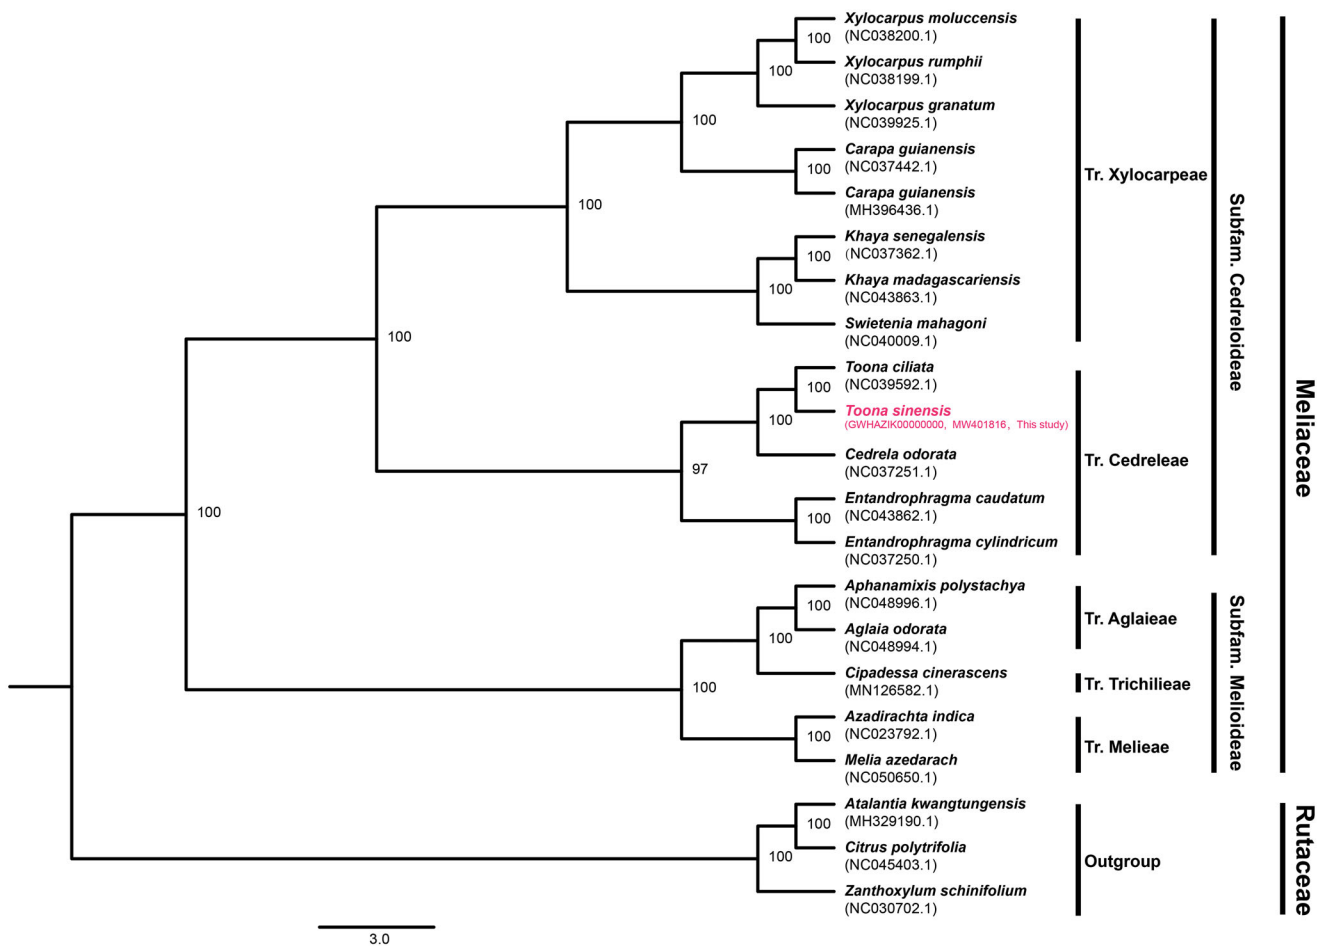 Xylocarpus moluccensis
(NC038200.1)
100
Xylocarpus rumphii
(NC038199.1)
100
Xylocarpus granatum
(NC039925.1)
100
Carapa guianensis
(NC037442.1)
100
Carapa guianensis
(MH396436.1)
Tr. Xylocarpeae
100
Khaya senegalensis
(NC037362.1)
100
Khaya madagascariensis
(NC043863.1)
100
Swietenia mahagoni
(NC040009.1)
100
Toona ciliata
(NC039592.1)
100
Toona sinensis
(GWHAZIK00000000, MW401816, This study)
100
Cedrela odorata
(NC037251.1)
Tr. Cedreleae
97
Entandrophragma caudatum
(NC043862.1)
100
Entandrophragma cylindricum
(NC037250.1)
Subfam. Cedreloideae
100
Aphanamixis polystachya
(NC048996.1)
100
Aglaia odorata
(NC048994.1)
Tr. Aglaieae
100
Cipadessa cinerascens
(MN126582.1)
Tr. Trichilieae
100
Azadirachta indica
(NC023792.1)
100
Melia azedarach
(NC050650.1)
Tr. Melieae
Subfam. Melioideae
Meliaceae
Atalantia kwangtungensis
(MH329190.1)
100
Citrus polytrifolia
(NC045403.1)
100
Zanthoxylum schinifolium
(NC030702.1)
Outgroup
Rutaceae
3.0